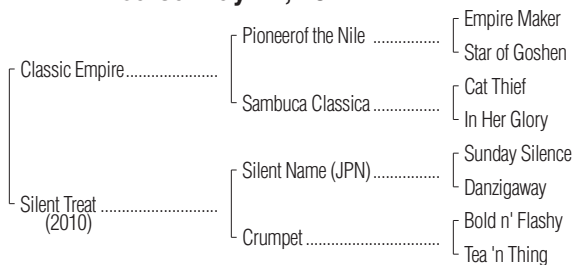 Empire Maker
Pioneerof the Nile
Star of Goshen
Classic Empire
Cat Thief
Sambuca Classica
In Her Glory
Sunday Silence
Silent Name (JPN)
Danzigaway
Silent Treat
(2010)
Bold n' Flashy
Crumpet
Tea 'n Thing